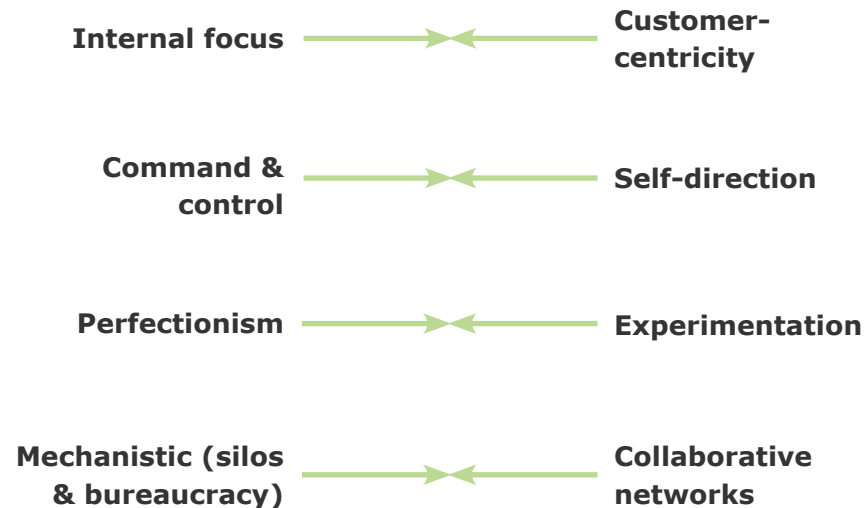 Internal focus
Customer-
centricity
Command &
control
Self-direction
Perfectionism
Experimentation
Mechanistic (silos
& bureaucracy)
Collaborative
networks